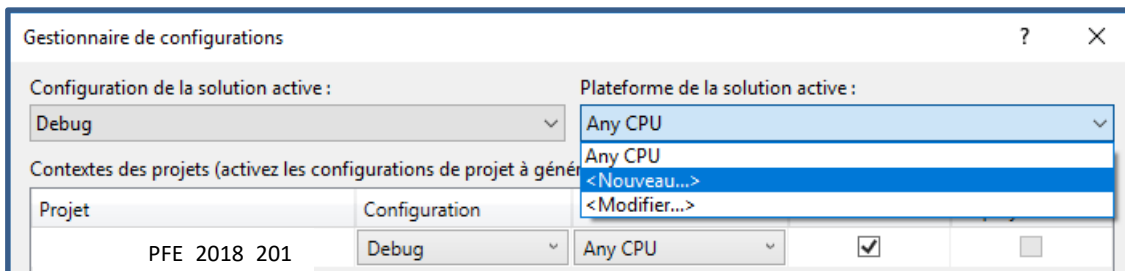 Gestionnaire de configurations
Configuration de la solution active :
Plateforme de la solution active :
Debug
Any CPU
Any CPU
<Nouveau...>
<Modifier...>
Contextes des projets (activez les configurations de projet à
Projet
Configuration
PFE 2018 201
Debug
Any CPU